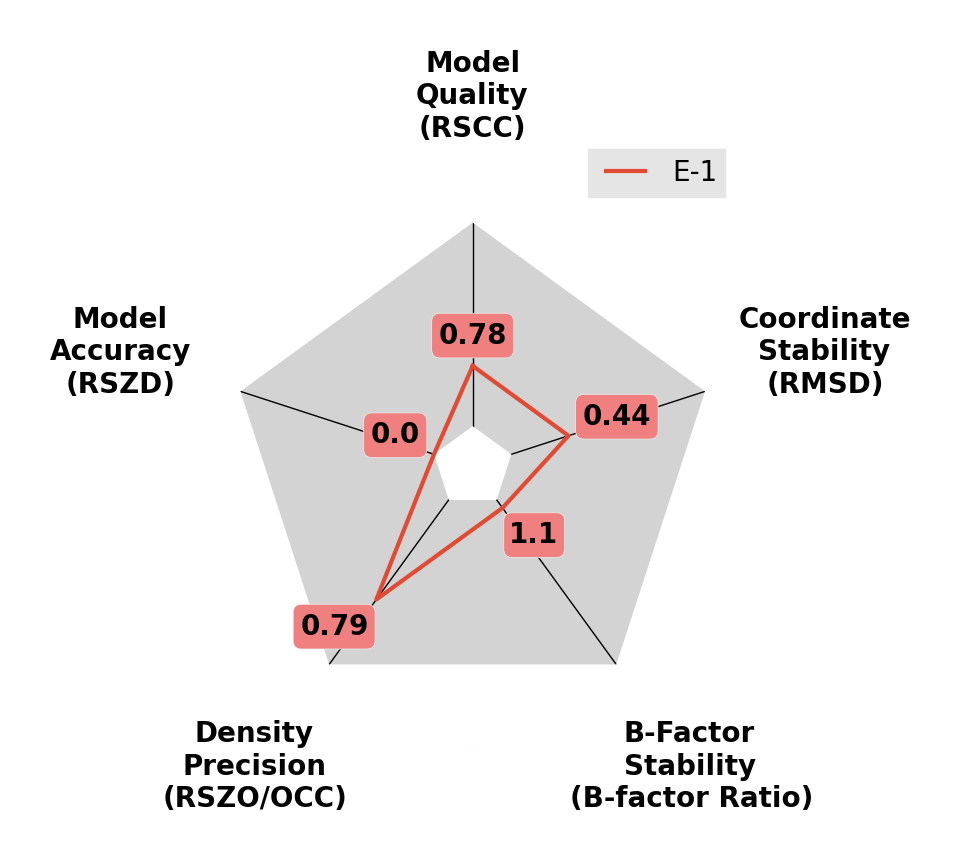 Model
Quality
(RSCC)
E-1
Model
Accuracy
(RSZD)
Coordinate
Stability
(RMSD)
0.78
0.44
0.0
1.1
0.79
Density
Precision
(RSZO/OCC)
B-Factor
Stability
(B-factor Ratio)